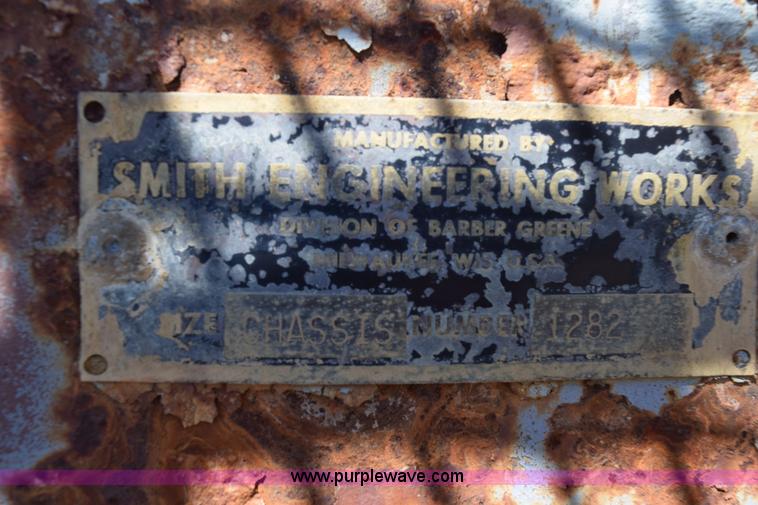 MANUFACTURED BY
SMITH ENGINEERING WORKS
DIVISION OF BARBER GREENE
MILWAUKEE, WIS. U.S.A.
SIZE CHASSIS NUMBER 1282
www.purplewave.com